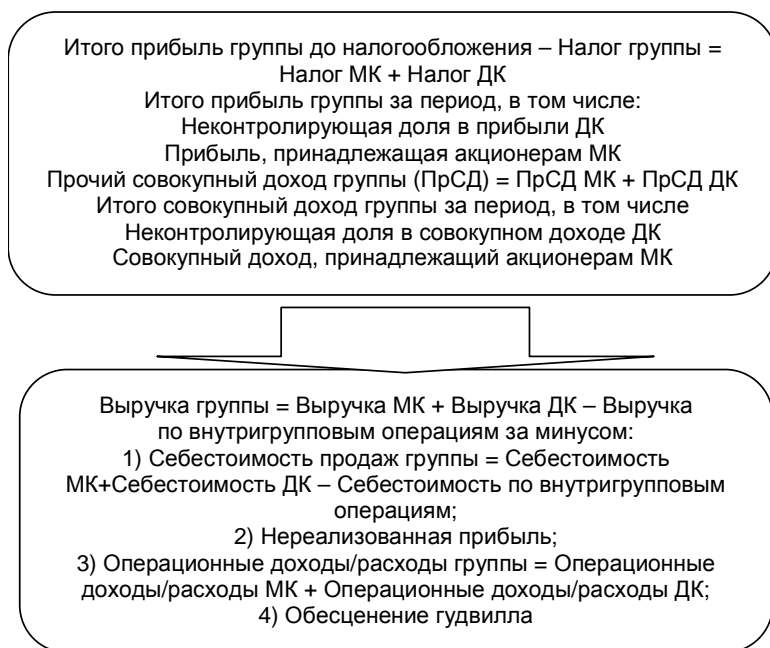 Итого прибыль группы до налогообложения – Налог группы =
Налог МК + Налог ДК
Итого прибыль группы за период, в том числе:
Неконтролирующая доля в прибыли ДК
Прибыль, принадлежащая акционерам МК
Прочий совокупный доход группы (ПрСД) = ПрСД МК + ПрСД ДК
Итого совокупный доход группы за период, в том числе
Неконтролирующая доля в совокупном доходе ДК
Совокупный доход, принадлежащий акционерам МК
Выручка группы = Выручка МК + Выручка ДК – Выручка
по внутригрупповым операциям за минусом:
1) Себестоимость продаж группы = Себестоимость
МК+Себестоимость ДК – Себестоимость по внутригрупповым
операциям;
2) Нереализованная прибыль;
3) Операционные доходы/расходы группы = Операционные
доходы/расходы МК + Операционные доходы/расходы ДК;
4) Обесценение гудвилла